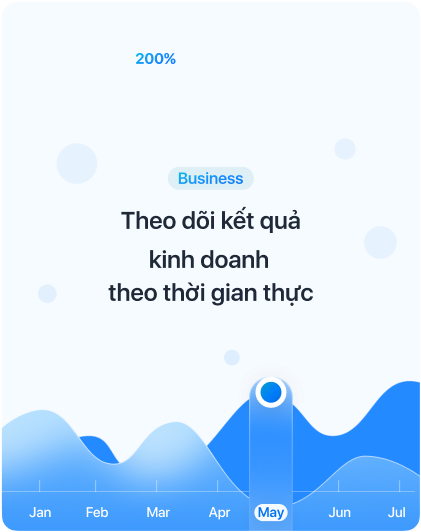 200%
Business
Theo dõi kết quả
kinh doanh
theo thời gian thực
Jan Feb Mar Apr May Jun Jul